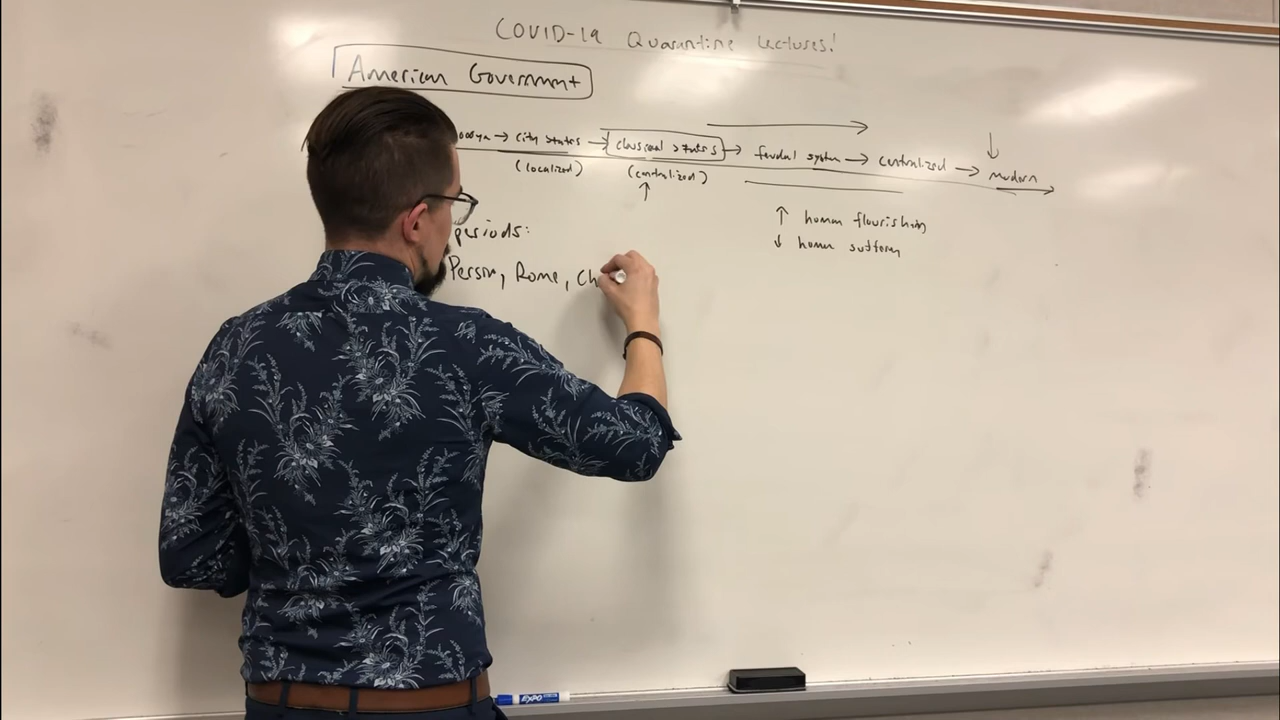 COVID-19 Quarantine Lectures!
American Government
→ city states → classical states → feudal system → centralized → modern
(localized) (centralized)
↑ human flourishing
↓ human suffering
periods:
Persia, Rome, Ch
EXPO